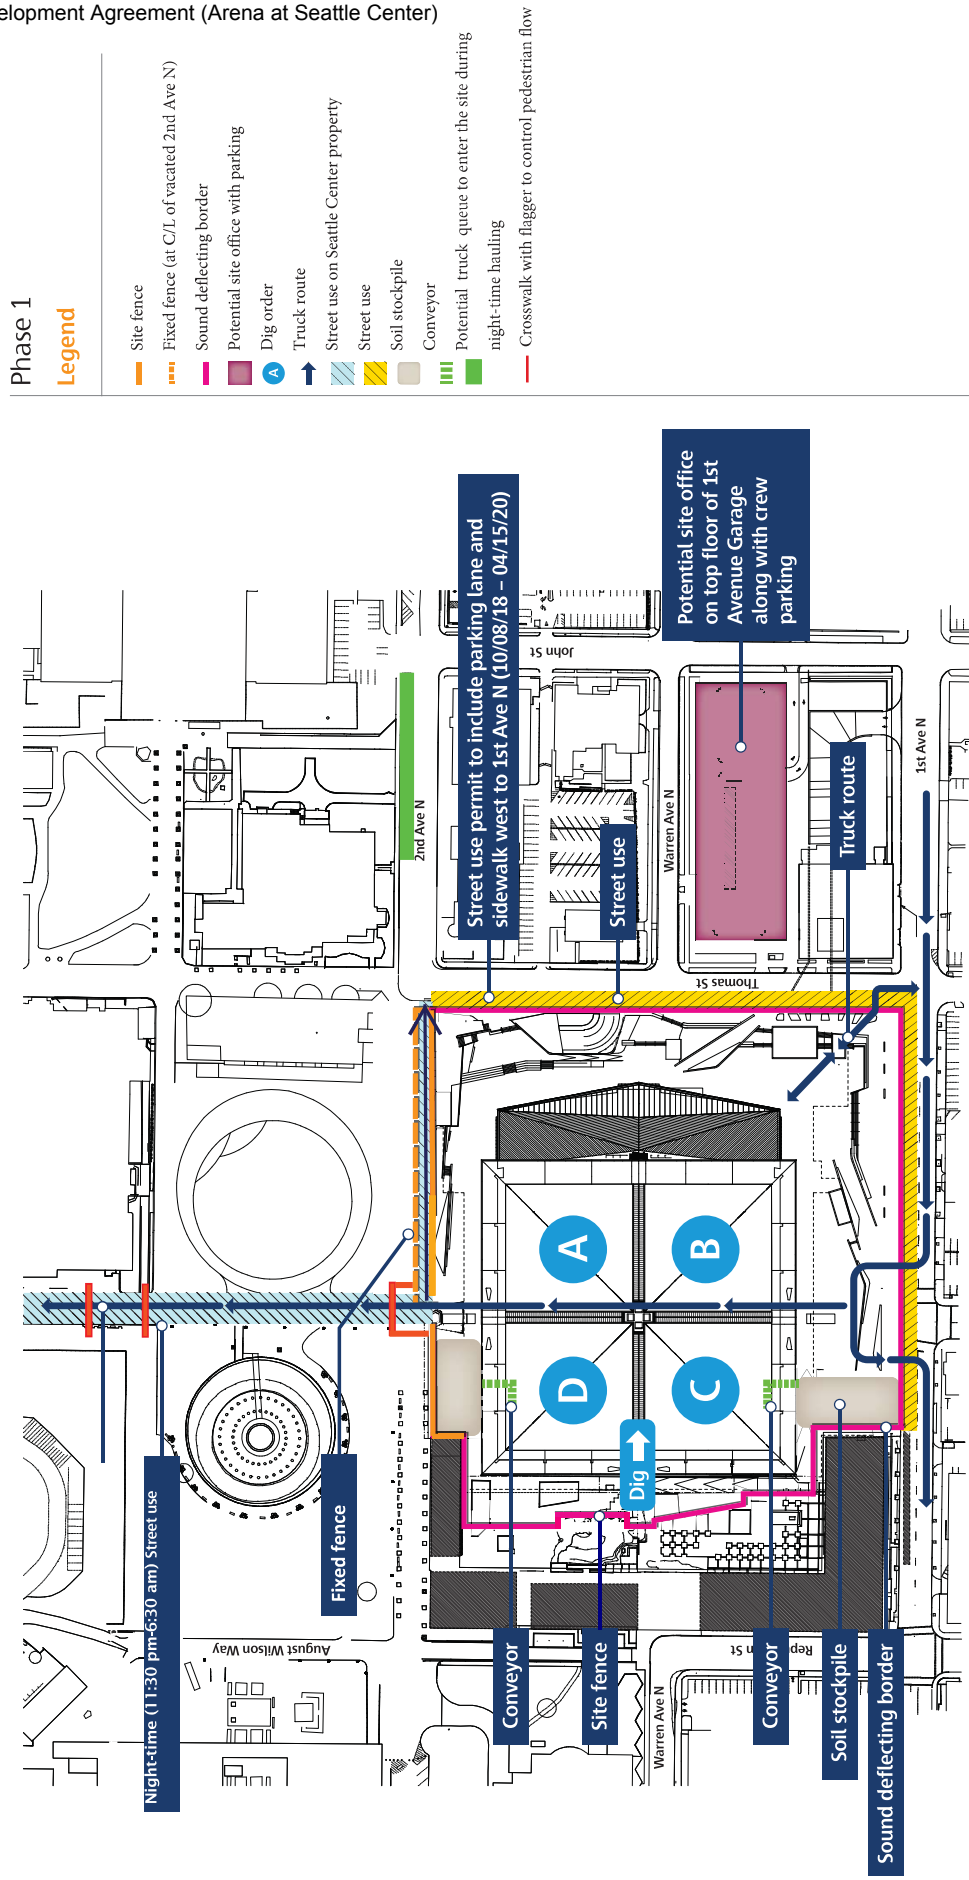 elopment Agreement (Arena at Seattle Center)
Phase 1
Legend
Site fence
Fixed fence (at C/L of vacated 2nd Ave N)
Sound deflecting border
Potential site office with parking
A
Dig order
Truck route
Street use on Seattle Center property
Street use
Soil stockpile
Conveyor
Potential truck queue to enter the site during
night-time hauling
Crosswalk with flagger to control pedestrian flow
Night-time (11:30 pm-6:30 am) Street use
Fixed fence
August Wilson Way
2nd Ave N
Street use permit to include parking lane and
sidewalk west to 1st Ave N (10/08/18 – 04/15/20)
John St
Street use
Warren Ave N
Potential site office
on top floor of 1st
Avenue Garage
along with crew
parking
Thomas St
Truck route
1st Ave N
A
B
C
D
Dig
Conveyor
Site fence
Warren Ave N
Conveyor
St
Soil stockpile
Sound deflecting border